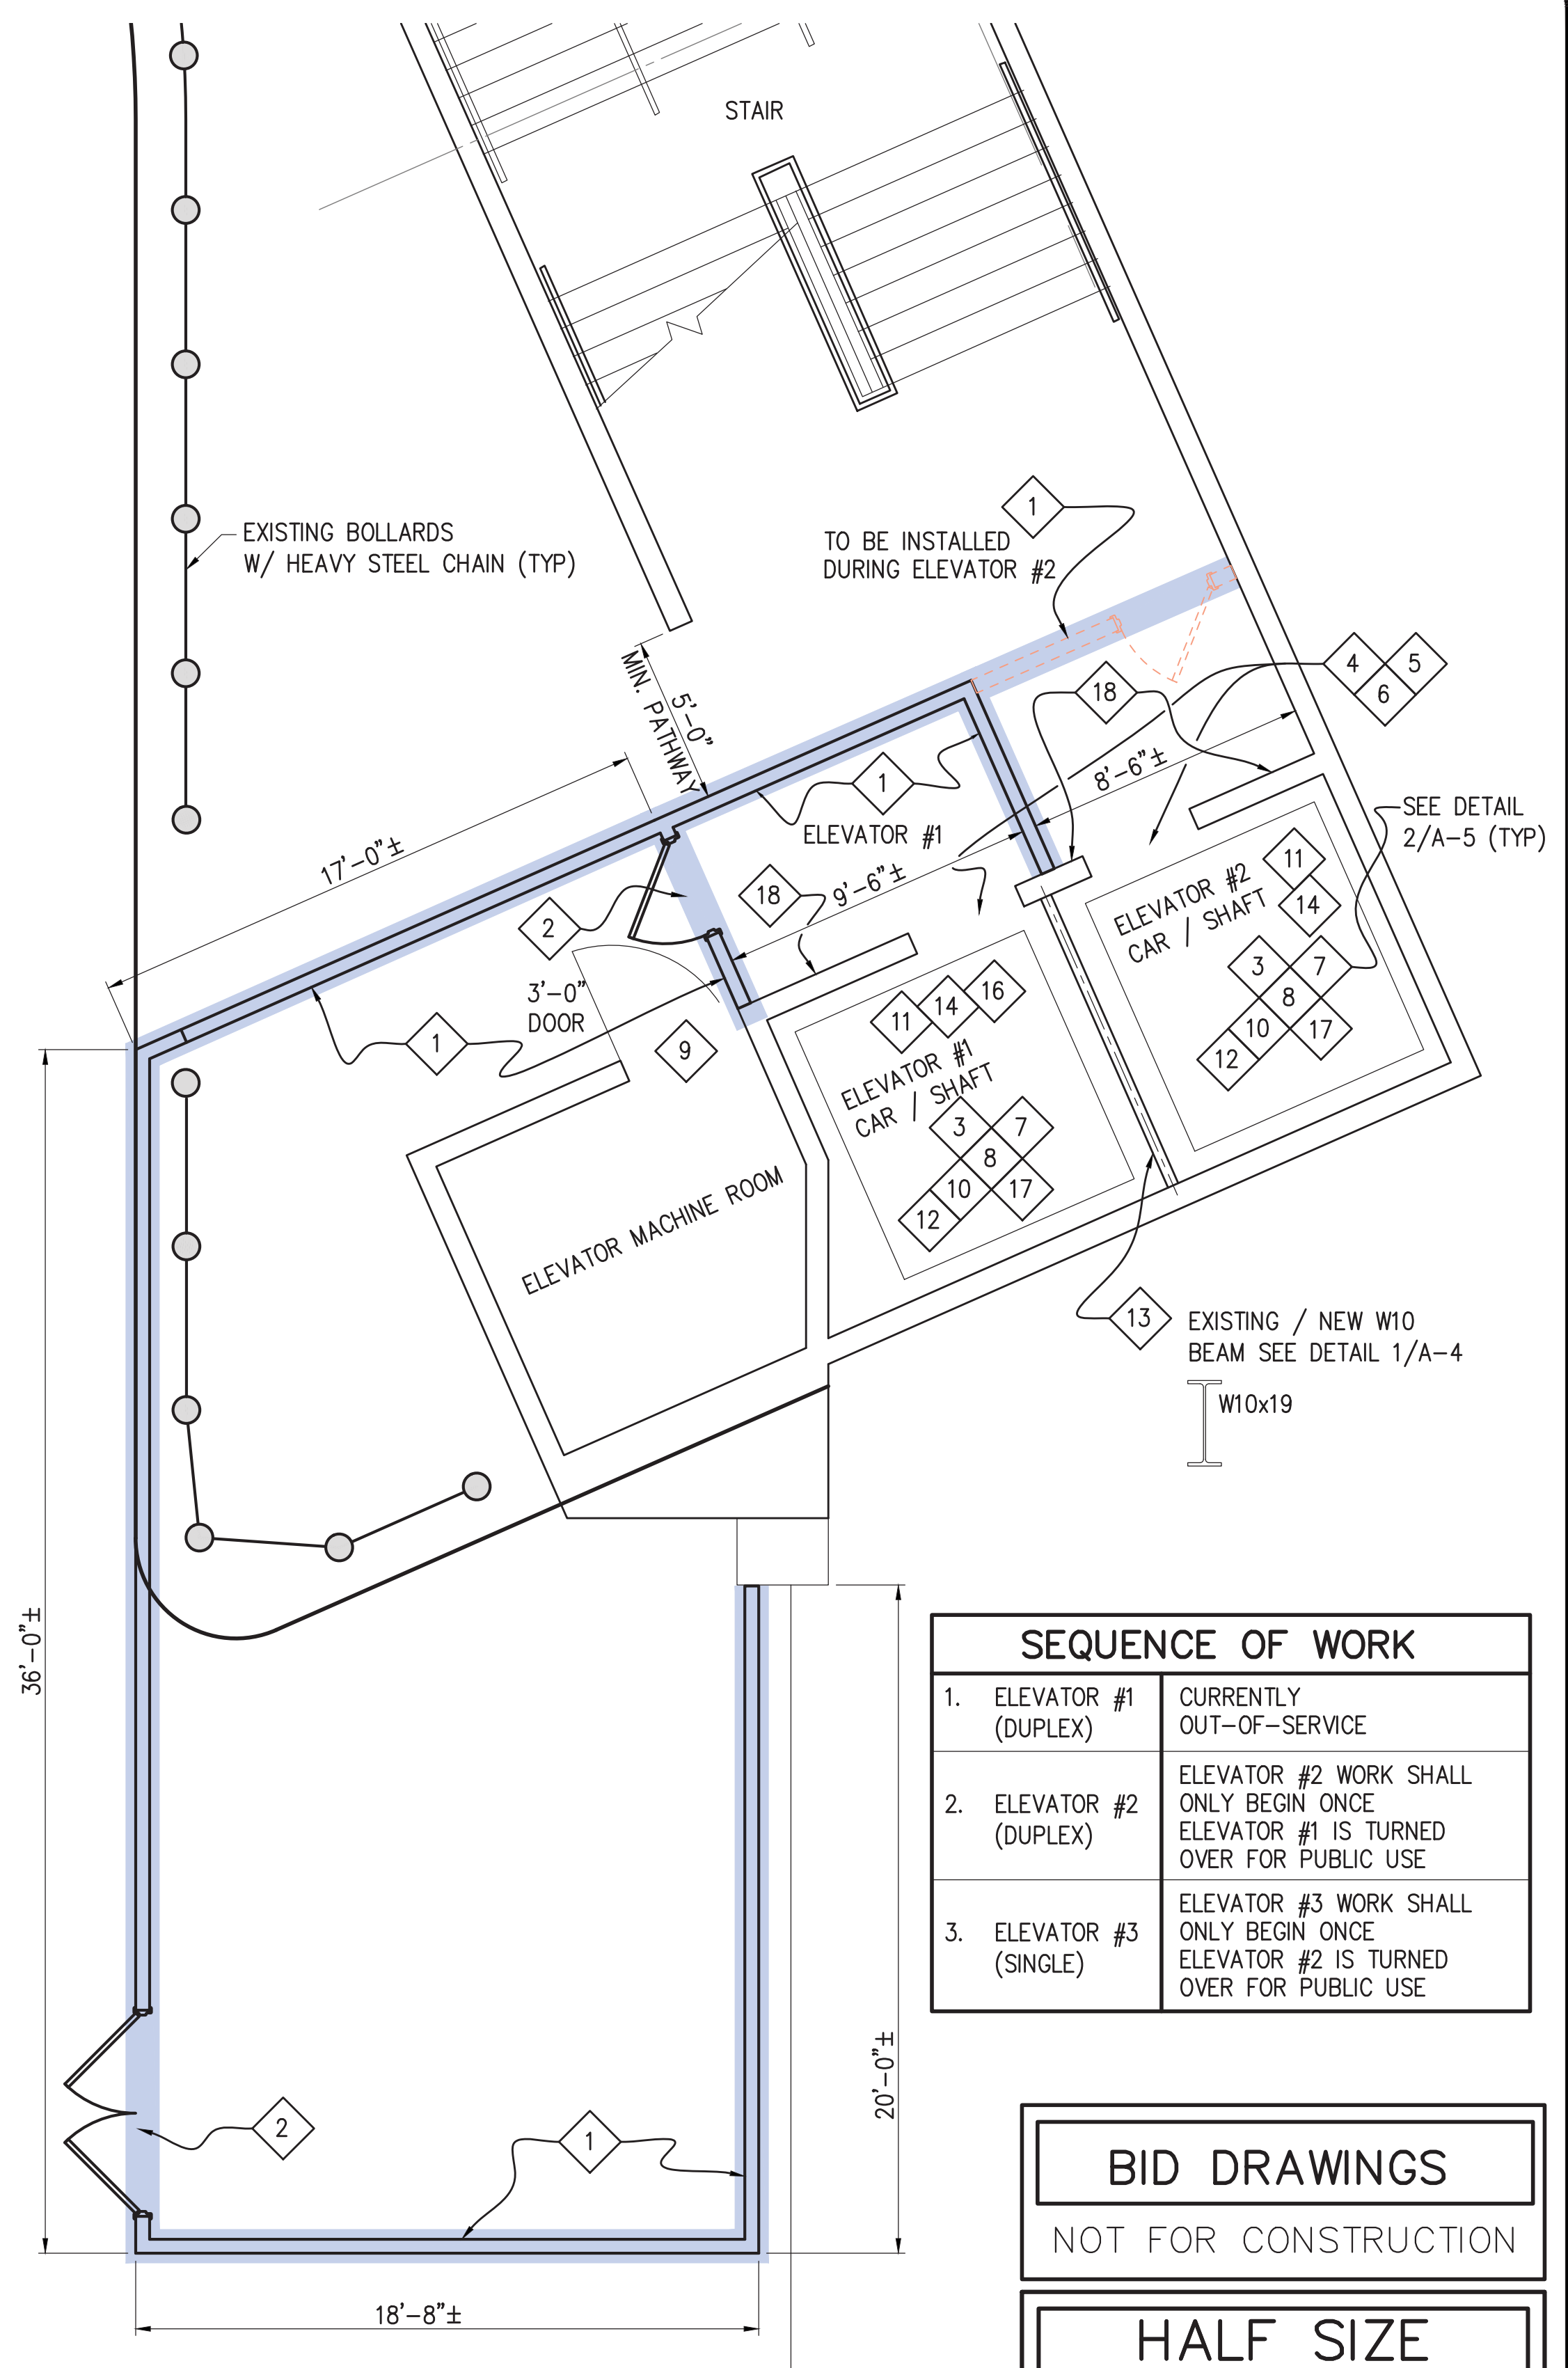 STAIR
EXISTING BOLLARDS
W/ HEAVY STEEL CHAIN (TYP)
1
TO BE INSTALLED
DURING ELEVATOR #2
5'-0"
MIN. PATHWAY
4
5
6
18
8'-6"±
1
ELEVATOR #1
SEE DETAIL
2/A-5 (TYP)
17'-0"±
2
18
9'-6"±
ELEVATOR #2
CAR / SHAFT
11
14
3
7
8
10
17
12
3'-0"
DOOR
1
9
11
14
16
ELEVATOR #1
CAR / SHAFT
3
7
8
10
17
12
ELEVATOR MACHINE ROOM
13
EXISTING / NEW W10
BEAM SEE DETAIL 1/A-4
W10x19
36'-0"±
SEQUENCE OF WORK
1. ELEVATOR #1
(DUPLEX)
CURRENTLY
OUT-OF-SERVICE
2. ELEVATOR #2
(DUPLEX)
ELEVATOR #2 WORK SHALL
ONLY BEGIN ONCE
ELEVATOR #1 IS TURNED
OVER FOR PUBLIC USE
3. ELEVATOR #3
(SINGLE)
ELEVATOR #3 WORK SHALL
ONLY BEGIN ONCE
ELEVATOR #2 IS TURNED
OVER FOR PUBLIC USE
20'-0"±
2
1
18'-8"±
BID DRAWINGS
NOT FOR CONSTRUCTION
HALF SIZE